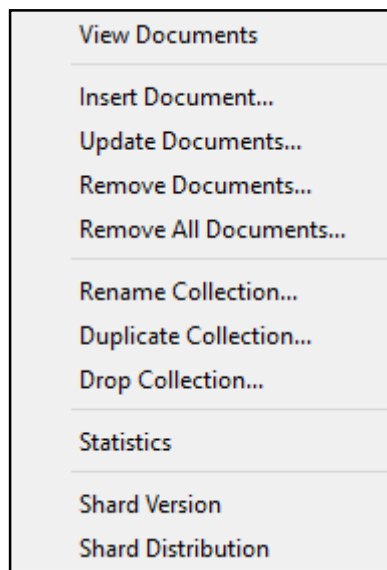 View Documents
Insert Document...
Update Documents...
Remove Documents...
Remove All Documents...
Rename Collection...
Duplicate Collection...
Drop Collection...
Statistics
Shard Version
Shard Distribution